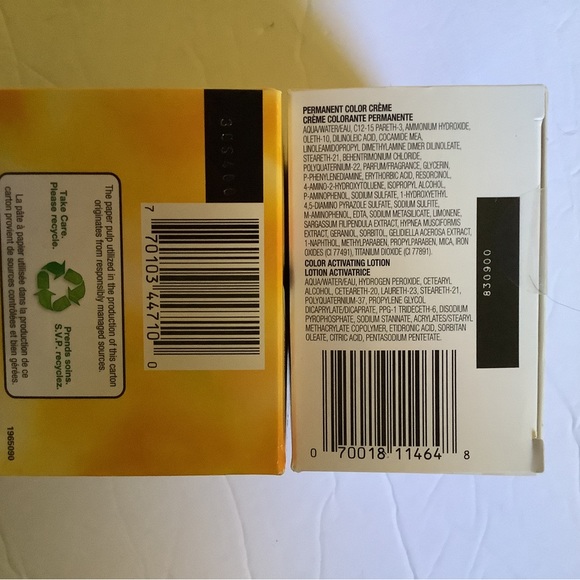 The paper pulp utilized in the production of this carton
originates from responsibly managed sources.
Take Care.
Please recycle.
Prends soins.
S.V.P. recyclez.
La pâte à papier utilisée dans la production de ce
carton provient de sources contrôlées et bien gérées.
1965090
7 70103 44710 0
PERMANENT COLOR CRÈME
CRÈME COLORANTE PERMANENTE
AQUA/WATER/EAU, C12-15 PARETH-3, AMMONIUM HYDROXIDE,
OLETH-10, DILINOLEIC ACID, COCAMIDE MEA,
LINOLEAMIDOPROPYL DIMETHYLAMINE DIMER DILINOLEATE,
STEARETH-21, BEHENTRIMONIUM CHLORIDE,
POLYQUATERNIUM-22, PARFUM/FRAGRANCE, GLYCERIN,
P-PHENYLENEDIAMINE, ERYTHORBIC ACID, RESORCINOL,
4-AMINO-2-HYDROXYTOLUENE, ISOPROPYL ALCOHOL,
P-AMINOPHENOL, SODIUM SULFATE, 1-HYDROXYETHYL
4,5-DIAMINO PYRAZOLE SULFATE, SODIUM SULFITE,
M-AMINOPHENOL, EDTA, SODIUM METASILICATE, LIMONENE,
SARGASSUM FILIPENDULA EXTRACT, HYPNEA MUSCIFORMIS
EXTRACT, GERANIOL, SORBITOL, GELIDIELLA ACEROSA EXTRACT,
1-NAPHTHOL, METHYLPARABEN, PROPYLPARABEN, MICA, IRON
OXIDES (CI 77491), TITANIUM DIOXIDE (CI 77891).
COLOR ACTIVATING LOTION
LOTION ACTIVATRICE
AQUA/WATER/EAU, HYDROGEN PEROXIDE, CETEARYL
ALCOHOL, CETEARETH-20, LAURETH-23, STEARETH-21,
POLYQUATERNIUM-37, PROPYLENE GLYCOL
DICAPRYLATE/DICAPRATE, PPG-1 TRIDECETH-6, DISODIUM
PYROPHOSPHATE, SODIUM STANNATE, ACRYLATES/STEARYL
METHACRYLATE COPOLYMER, ETIDRONIC ACID, SORBITAN
OLEATE, CITRIC ACID, PENTASODIUM PENTETATE.
830900
0 70018 11464 8